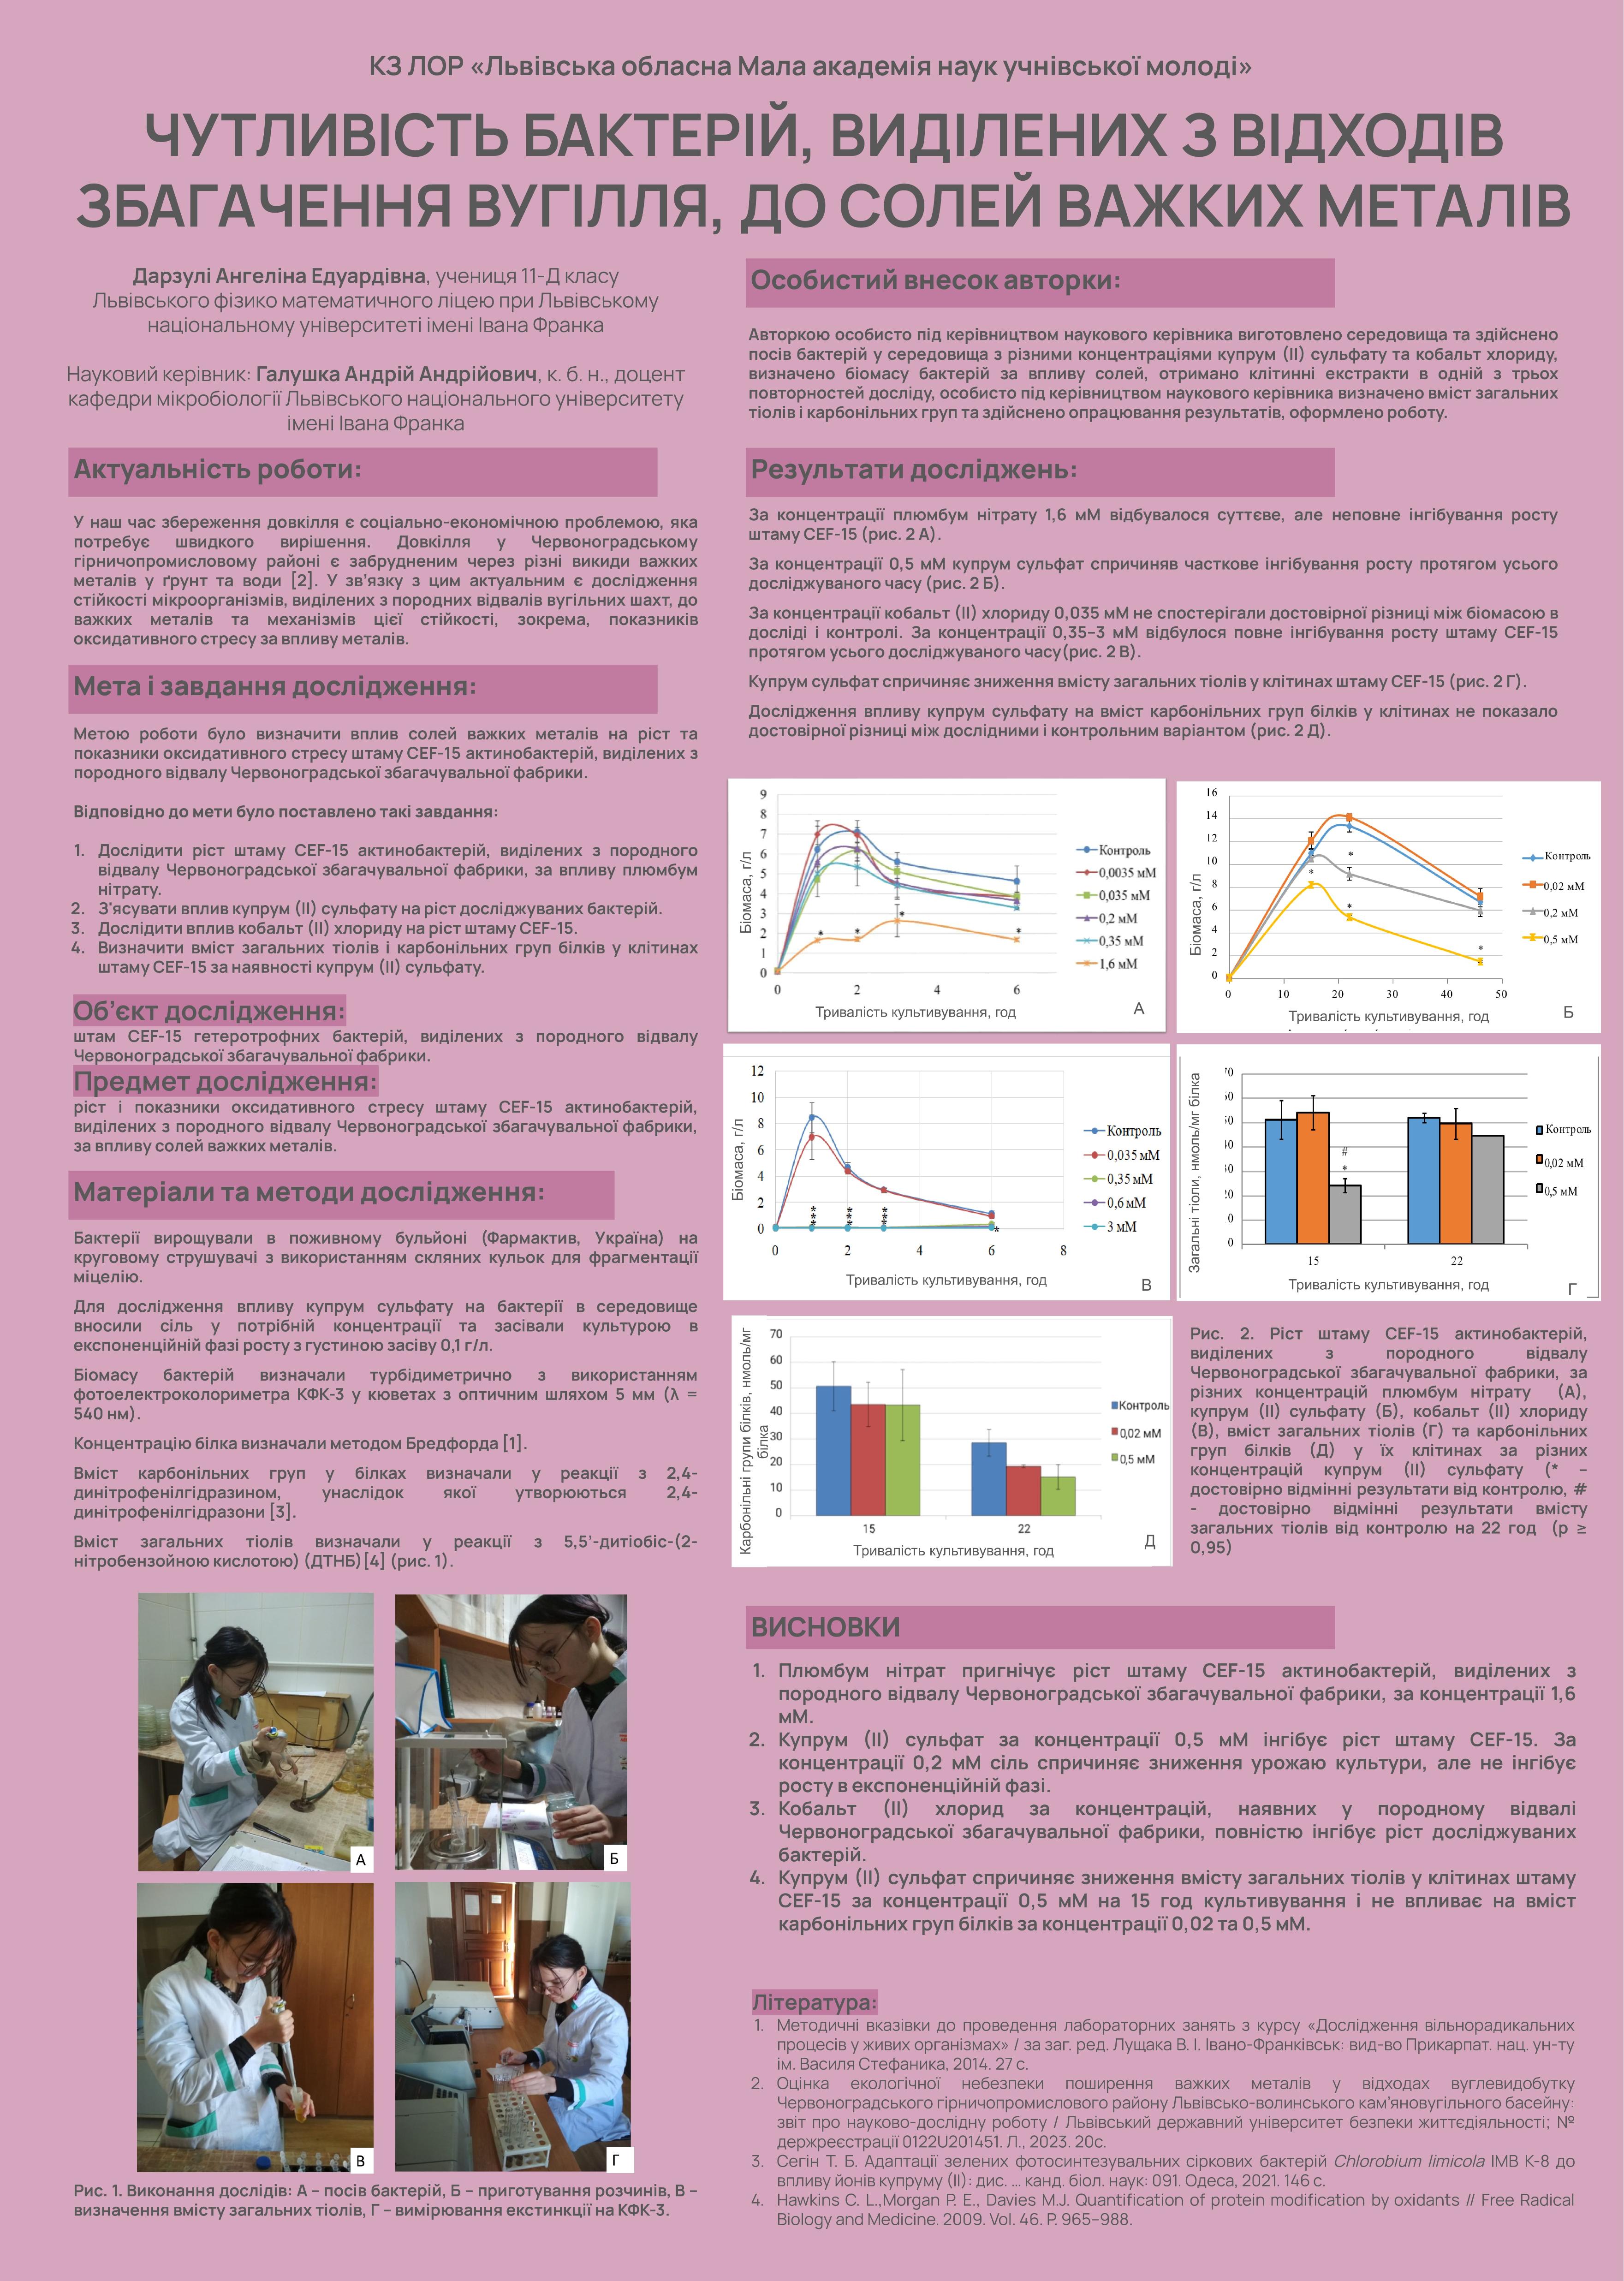 КЗ ЛОР «Львівська обласна Мала академія наук учнівської молоді»
ЧУТЛИВІСТЬ БАКТЕРІЙ, ВИДІЛЕНИХ З ВІДХОДІВ
ЗБАГАЧЕННЯ ВУГІЛЛЯ, ДО СОЛЕЙ ВАЖКИХ МЕТАЛІВ
Дарзулі Ангеліна Едуардівна, учениця 11-Д класу
Львівського фізико математичного ліцею при Львівському
національному університеті імені Івана Франка
Науковий керівник: Галушка Андрій Андрійович, к. б. н., доцент
кафедри мікробіології Львівського національного університету
імені Івана Франка
Актуальність роботи:
У наш час збереження довкілля є соціально-економічною проблемою, яка
потребує швидкого вирішення. Довкілля у Червоноградському
гірничопромисловому районі є забрудненим через різні викиди важких
металів у ґрунт та води [2]. У зв’язку з цим актуальним є дослідження
стійкості мікроорганізмів, виділених з породних відвалів вугільних шахт, до
важких металів та механізмів цієї стійкості, зокрема, показників
оксидативного стресу за впливу металів.
Мета і завдання дослідження:
Метою роботи було визначити вплив солей важких металів на ріст та
показники оксидативного стресу штаму CEF-15 актинобактерій, виділених з
породного відвалу Червоноградської збагачувальної фабрики.
Відповідно до мети було поставлено такі завдання:
1. Дослідити ріст штаму CEF-15 актинобактерій, виділених з породного
відвалу Червоноградської збагачувальної фабрики, за впливу плюмбум
нітрату.
2. З'ясувати вплив купрум (II) сульфату на ріст досліджуваних бактерій.
3. Дослідити вплив кобальт (II) хлориду на ріст штаму CEF-15.
4. Визначити вміст загальних тіолів і карбонільних груп білків у клітинах
штаму CEF-15 за наявності купрум (II) сульфату.
Об’єкт дослідження:
штам CEF-15 гетеротрофних бактерій, виділених з породного відвалу
Червоноградської збагачувальної фабрики.
Предмет дослідження:
ріст і показники оксидативного стресу штаму CEF-15 актинобактерій,
виділених з породного відвалу Червоноградської збагачувальної фабрики,
за впливу солей важких металів.
Матеріали та методи дослідження:
Бактерії вирощували в поживному бульйоні (Фармактив, Україна) на
круговому струшувачі з використанням скляних кульок для фрагментації
міцелію.
Для дослідження впливу купрум сульфату на бактерії в середовище
вносили сіль у потрібній концентрації та засівали культурою в
експоненційній фазі росту з густиною засіву 0,1 г/л.
Біомасу бактерій визначали турбідиметрично з використанням
фотоелектроколориметра КФК-3 у кюветах з оптичним шляхом 5 мм (λ =
540 нм).
Концентрацію білка визначали методом Бредфорда [1].
Вміст карбонільних груп у білках визначали у реакції з 2,4-
динітрофенілгідразином, унаслідок якої утворюються 2,4-
динітрофенілгідразони [3].
Вміст загальних тіолів визначали у реакції з 5,5’-дитіобіс-(2-
нітробензойною кислотою) (ДТНБ)[4] (рис. 1).
А
Б
В
Г
Рис. 1. Виконання дослідів: А – посів бактерій, Б – приготування розчинів, В –
визначення вмісту загальних тіолів, Г – вимірювання екстинкції на КФК-3.
Особистий внесок авторки:
Авторкою особисто під керівництвом наукового керівника виготовлено середовища та здійснено
посів бактерій у середовища з різними концентраціями купрум (II) сульфату та кобальт хлориду,
визначено біомасу бактерій за впливу солей, отримано клітинні екстракти в одній з трьох
повторностей досліду, особисто під керівництвом наукового керівника визначено вміст загальних
тіолів і карбонільних груп та здійснено опрацювання результатів, оформлено роботу.
Результати досліджень:
За концентрації плюмбум нітрату 1,6 мМ відбувалося суттєве, але неповне інгібування росту
штаму CEF-15 (рис. 2 А).
За концентрації 0,5 мМ купрум сульфат спричиняв часткове інгібування росту протягом усього
досліджуваного часу (рис. 2 Б).
За концентрації кобальт (II) хлориду 0,035 мМ не спостерігали достовірної різниці між біомасою в
досліді і контролі. За концентрації 0,35–3 мМ відбулося повне інгібування росту штаму CEF-15
протягом усього досліджуваного часу(рис. 2 В).
Купрум сульфат спричиняє зниження вмісту загальних тіолів у клітинах штаму CEF-15 (рис. 2 Г).
Дослідження впливу купрум сульфату на вміст карбонільних груп білків у клітинах не показало
достовірної різниці між дослідними і контрольним варіантом (рис. 2 Д).
Біомаса, г/л
9
8
7
6
5
4
3
2
1
0
* * * *
0 2 4 6
Тривалість культивування, год
Контроль
0,0035 мМ
0,035 мМ
0,2 мМ
0,35 мМ
1,6 мМ
А
Біомаса, г/л
16
14
12
10
8
6
4
2
0
* * * *
0 10 20 30 40 50
Тривалість культивування, год
Контроль
0,02 мМ
0,2 мМ
0,5 мМ
Б
Біомаса, г/л
12
10
8
6
4
2
0
*** *** *** *
0 2 4 6 8
Тривалість культивування, год
Контроль
0,035 мМ
0,35 мМ
0,6 мМ
3 мМ
В
Загальні тіоли, нмоль/мг білка
20
0
0
#
*
15 22
Тривалість культивування, год
Контроль
0,02 мМ
0,5 мМ
Г
Карбонільні групи білків, нмоль/мг
білка
70
60
50
40
30
20
10
0
15 22
Тривалість культивування, год
Контроль
0,02 мМ
0,5 мМ
Д
Рис. 2. Ріст штаму CEF-15 актинобактерій,
виділених з породного відвалу
Червоноградської збагачувальної фабрики, за
різних концентрацій плюмбум нітрату (А),
купрум (II) сульфату (Б), кобальт (II) хлориду
(В), вміст загальних тіолів (Г) та карбонільних
груп білків (Д) у їх клітинах за різних
концентрацій купрум (II) сульфату (* –
достовірно відмінні результати від контролю, #
- достовірно відмінні результати вмісту
загальних тіолів від контролю на 22 год (p ≥
0,95)
ВИСНОВКИ
1. Плюмбум нітрат пригнічує ріст штаму CEF-15 актинобактерій, виділених з
породного відвалу Червоноградської збагачувальної фабрики, за концентрації 1,6
мМ.
2. Купрум (II) сульфат за концентрації 0,5 мМ інгібує ріст штаму CEF-15. За
концентрації 0,2 мМ сіль спричиняє зниження урожаю культури, але не інгібує
росту в експоненційній фазі.
3. Кобальт (II) хлорид за концентрацій, наявних у породному відвалі
Червоноградської збагачувальної фабрики, повністю інгібує ріст досліджуваних
бактерій.
4. Купрум (II) сульфат спричиняє зниження вмісту загальних тіолів у клітинах штаму
CEF-15 за концентрації 0,5 мМ на 15 год культивування і не впливає на вміст
карбонільних груп білків за концентрації 0,02 та 0,5 мМ.
Література:
1. Методичні вказівки до проведення лабораторних занять з курсу «Дослідження вільнорадикальних
процесів у живих організмах» / за заг. ред. Лущака В. І. Івано-Франківськ: вид-во Прикарпат. нац. ун-ту
ім. Василя Стефаника, 2014. 27 с.
2. Оцінка екологічної небезпеки поширення важких металів у відходах вуглевидобутку
Червоноградського гірничопромислового району Львівсько-волинського кам’яновугільного басейну:
звіт про науково-дослідну роботу / Львівський державний університет безпеки життєдіяльності; №
держреєстрації 0122U201451. Л., 2023. 20с.
3. Сегін Т. Б. Адаптації зелених фотосинтезувальних сіркових бактерій Chlorobium limicola ІМВ К-8 до
впливу йонів купруму (II): дис. ... канд. біол. наук: 091. Одеса, 2021. 146 с.
4. Hawkins C. L.,Morgan P. E., Davies M.J. Quantification of protein modification by oxidants // Free Radical
Biology and Medicine. 2009. Vol. 46. P. 965–988.